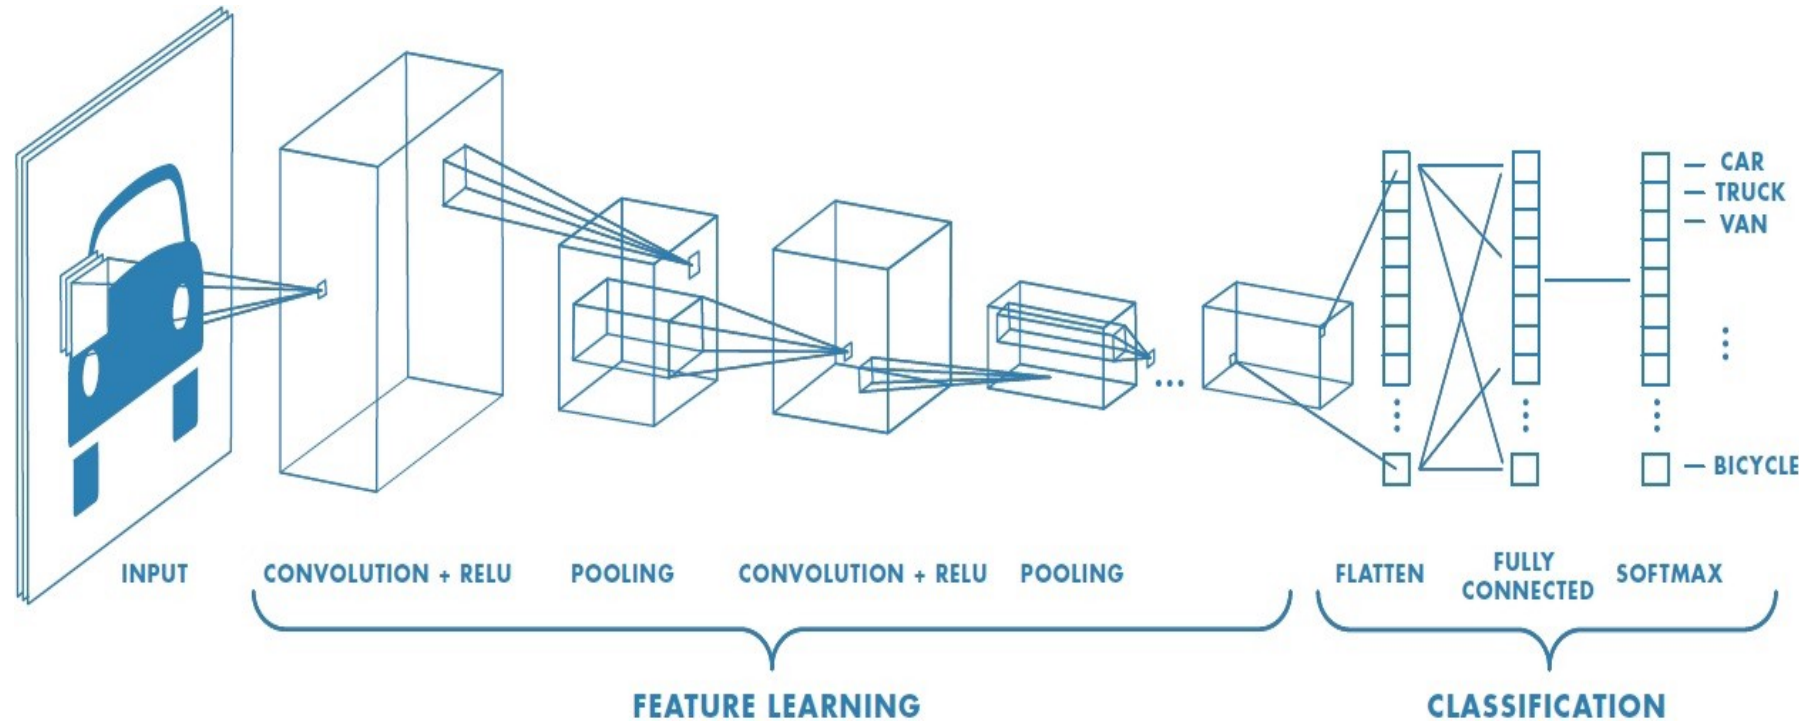 CAR
TRUCK
VAN
BICYCLE
INPUT
CONVOLUTION + RELU
POOLING
CONVOLUTION + RELU
POOLING
FLATTEN
FULLY
CONNECTED
SOFTMAX
FEATURE LEARNING
CLASSIFICATION